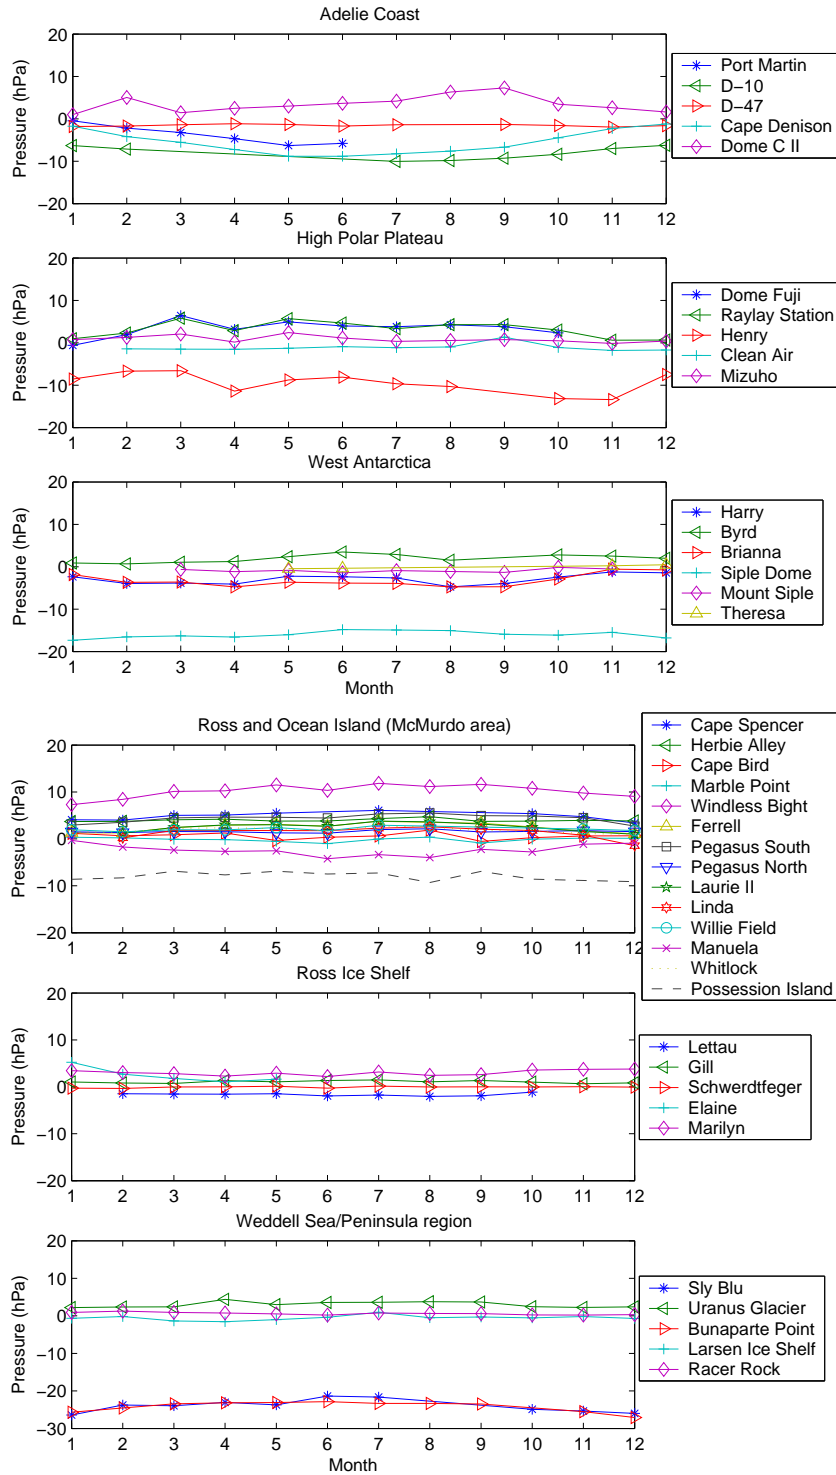 Adelie Coast
Pressure (hPa)
20
10
0
−10
−20
1 2 3 4 5 6 7 8 9 10 11 12
Port Martin
D−10
D−47
Cape Denison
Dome C II
High Polar Plateau
Pressure (hPa)
20
10
0
−10
−20
1 2 3 4 5 6 7 8 9 10 11 12
Dome Fuji
Raylay Station
Henry
Clean Air
Mizuho
West Antarctica
Pressure (hPa)
20
10
0
−10
−20
1 2 3 4 5 6 7 8 9 10 11 12
Month
Harry
Byrd
Brianna
Siple Dome
Mount Siple
Theresa
Ross and Ocean Island (McMurdo area)
Pressure (hPa)
20
10
0
−10
−20
1 2 3 4 5 6 7 8 9 10 11 12
Cape Spencer
Herbie Alley
Cape Bird
Marble Point
Windless Bight
Ferrell
Pegasus South
Pegasus North
Laurie II
Linda
Willie Field
Manuela
Whitlock
Possession Island
Ross Ice Shelf
Pressure (hPa)
20
10
0
−10
−20
1 2 3 4 5 6 7 8 9 10 11 12
Lettau
Gill
Schwerdtfeger
Elaine
Marilyn
Weddell Sea/Peninsula region
Pressure (hPa)
20
10
0
−10
−20
−30
1 2 3 4 5 6 7 8 9 10 11 12
Month
Sly Blu
Uranus Glacier
Bunaparte Point
Larsen Ice Shelf
Racer Rock